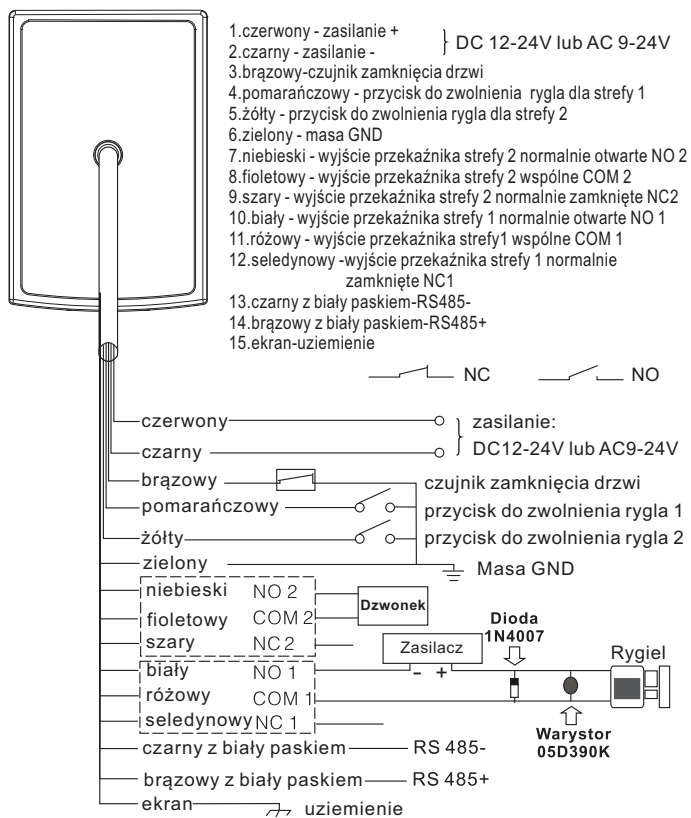 1.czerwony - zasilanie +
2.czarny - zasilanie -
DC 12-24V lub AC 9-24V
3.brązowy-czujnik zamknięcia drzwi
4.pomarańczowy - przycisk do zwolnienia rygla dla strefy 1
5.żółty - przycisk do zwolnienia rygla dla strefy 2
6.zielony - masa GND
7.niebieski - wyjście przekaźnika strefy 2 normalnie otwarte NO 2
8.fioletowy - wyjście przekaźnika strefy 2 wspólne COM 2
9.szary - wyjście przekaźnika strefy 2 normalnie zamknięte NC2
10.biały - wyjście przekaźnika strefy 1 normalnie otwarte NO 1
11.różowy - wyjście przekaźnika strefy1 wspólne COM 1
12.seledynowy -wyjście przekaźnika strefy 1 normalnie
zamknięte NC1
13.czarny z biały paskiem-RS485-
14.brązowy z biały paskiem-RS485+
15.ekran-uziemienie
NC NO
czerwony zasilanie:
czarny DC12-24V lub AC9-24V
brązowy czujnik zamknięcia drzwi
pomarańczowy przycisk do zwolnienia rygla 1
żółty przycisk do zwolnienia rygla 2
zielony Masa GND
niebieski NO 2
Dzwonek
fioletowy COM 2
szary NC 2
Zasilacz
- +
Dioda
1N4007
Rygiel
biały NO 1
różowy COM 1
seledynowy NC 1
Warystor
05D390K
czarny z biały paskiem RS 485-
brązowy z biały paskiem RS 485+
ekran uziemienie